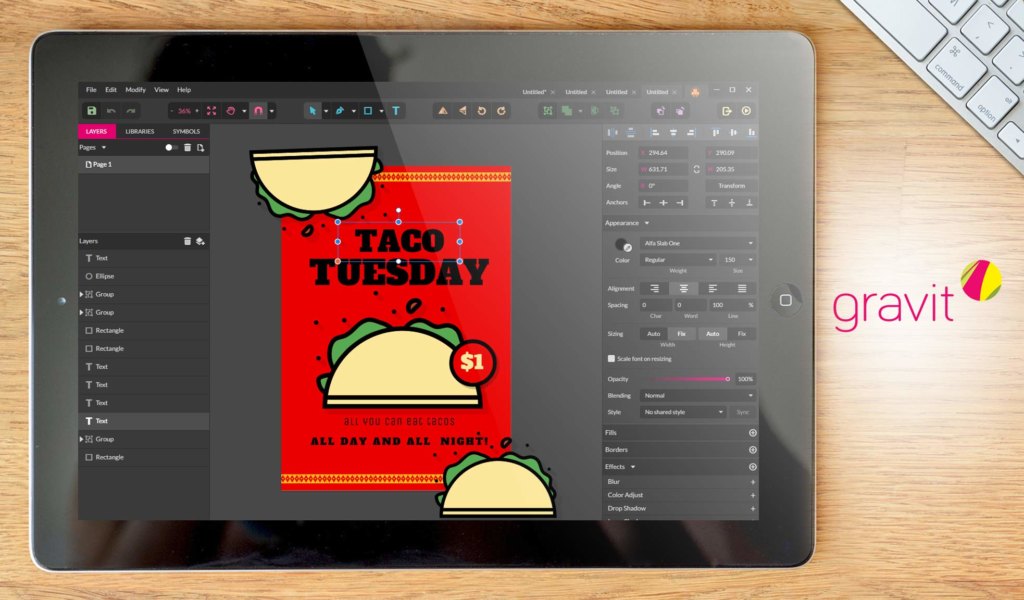 File Edit Modify View Help
Untitled* Untitled Untitled Untitled
- 36% +
T
LAYERS LIBRARIES SYMBOLS
Pages
Page 1
Layers
Text
Ellipse
Group
Group
Rectangle
Rectangle
Text
Text
Text
Text
Group
Rectangle
TACO
TUESDAY
$1
all you can eat tacos
ALL DAY AND ALL NIGHT!
Position X 294.64 Y 290.09
Size W 631.71 H 205.35
Angle 0° Transform
Anchors
Appearance
Color Alfa Slab One
Regular 150
Weight Size
Alignment
Spacing 0 0 100 %
Char Word Line
Sizing Auto Fix Auto Fix
Width Height
Scale font on resizing
Opacity 100%
Blending Normal
Style No shared style Sync
Fills
Borders
Effects
Blur
Color Adjust
Drop Shadow
gravit
command
option